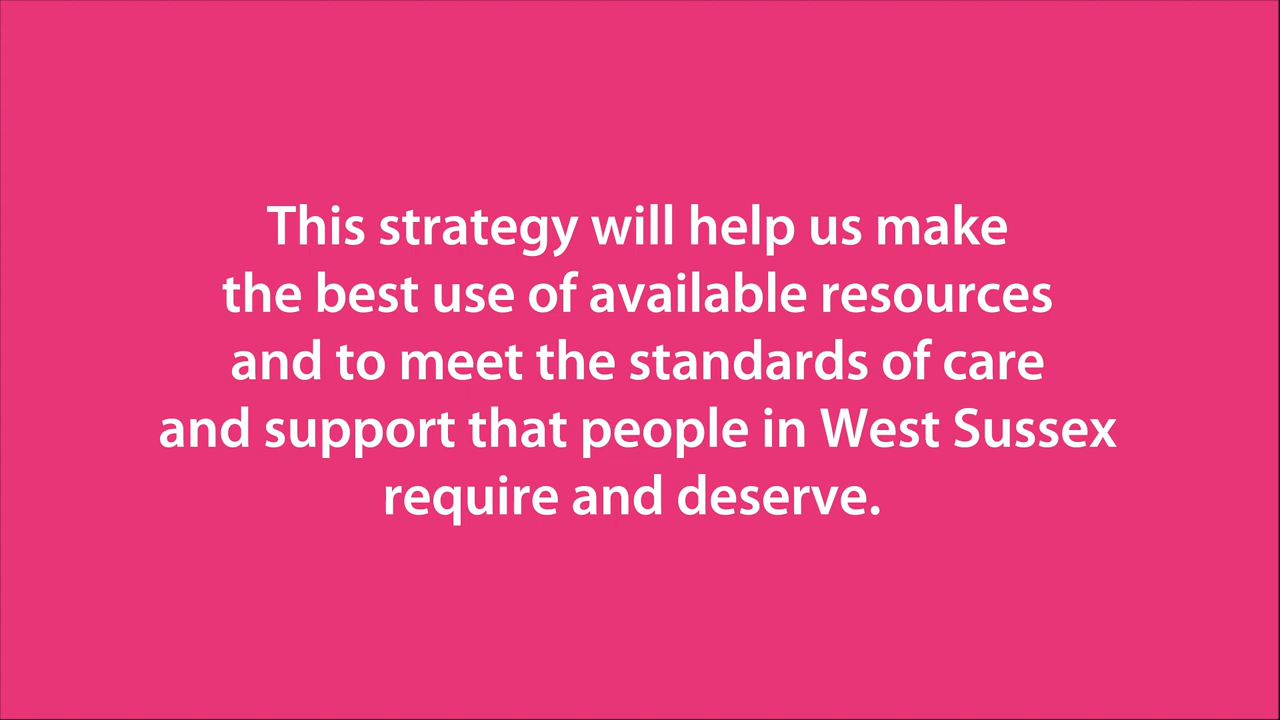 This strategy will help us make
the best use of available resources
and to meet the standards of care
and support that people in West Sussex
require and deserve.